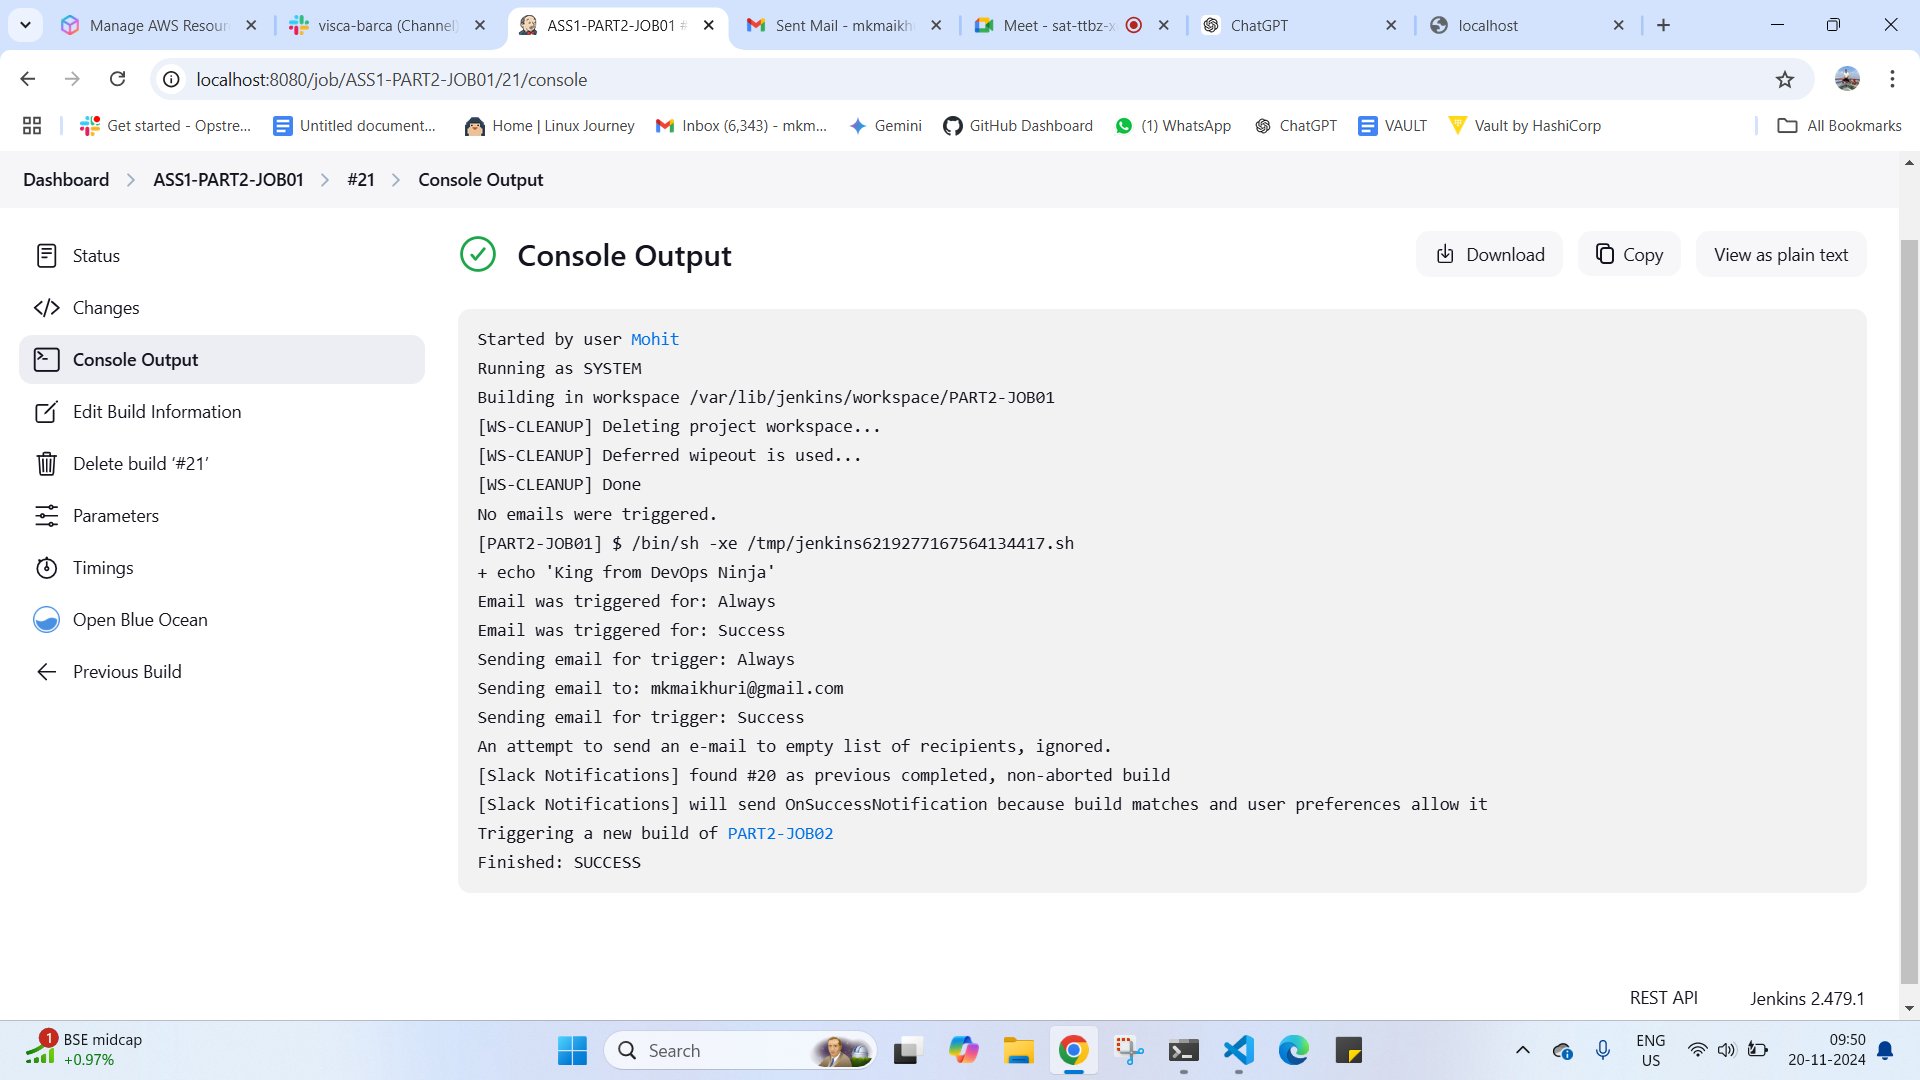 Manage AWS Resour
visca-barca (Channel)
ASS1-PART2-JOB01 #
Sent Mail - mkmaikh
Meet - sat-ttbz-x
ChatGPT
localhost
localhost:8080/job/ASS1-PART2-JOB01/21/console
Get started - Opstre...
Untitled document...
Home | Linux Journey
Inbox (6,343) - mkm...
Gemini
GitHub Dashboard
(1) WhatsApp
ChatGPT
VAULT
Vault by HashiCorp
All Bookmarks
Dashboard
ASS1-PART2-JOB01
#21
Console Output
Status
Changes
Console Output
Edit Build Information
Delete build ‘#21’
Parameters
Timings
Open Blue Ocean
Previous Build
Console Output
Download
Copy
View as plain text
Started by user Mohit
Running as SYSTEM
Building in workspace /var/lib/jenkins/workspace/PART2-JOB01
[WS-CLEANUP] Deleting project workspace...
[WS-CLEANUP] Deferred wipeout is used...
[WS-CLEANUP] Done
No emails were triggered.
[PART2-JOB01] $ /bin/sh -xe /tmp/jenkins6219277167564134417.sh
+ echo 'King from DevOps Ninja'
Email was triggered for: Always
Email was triggered for: Success
Sending email for trigger: Always
Sending email to: mkmaikhuri@gmail.com
Sending email for trigger: Success
An attempt to send an e-mail to empty list of recipients, ignored.
[Slack Notifications] found #20 as previous completed, non-aborted build
[Slack Notifications] will send OnSuccessNotification because build matches and user preferences allow it
Triggering a new build of PART2-JOB02
Finished: SUCCESS
REST API
Jenkins 2.479.1
1
BSE midcap
+0.97%
Search
ENG
US
09:50
20-11-2024